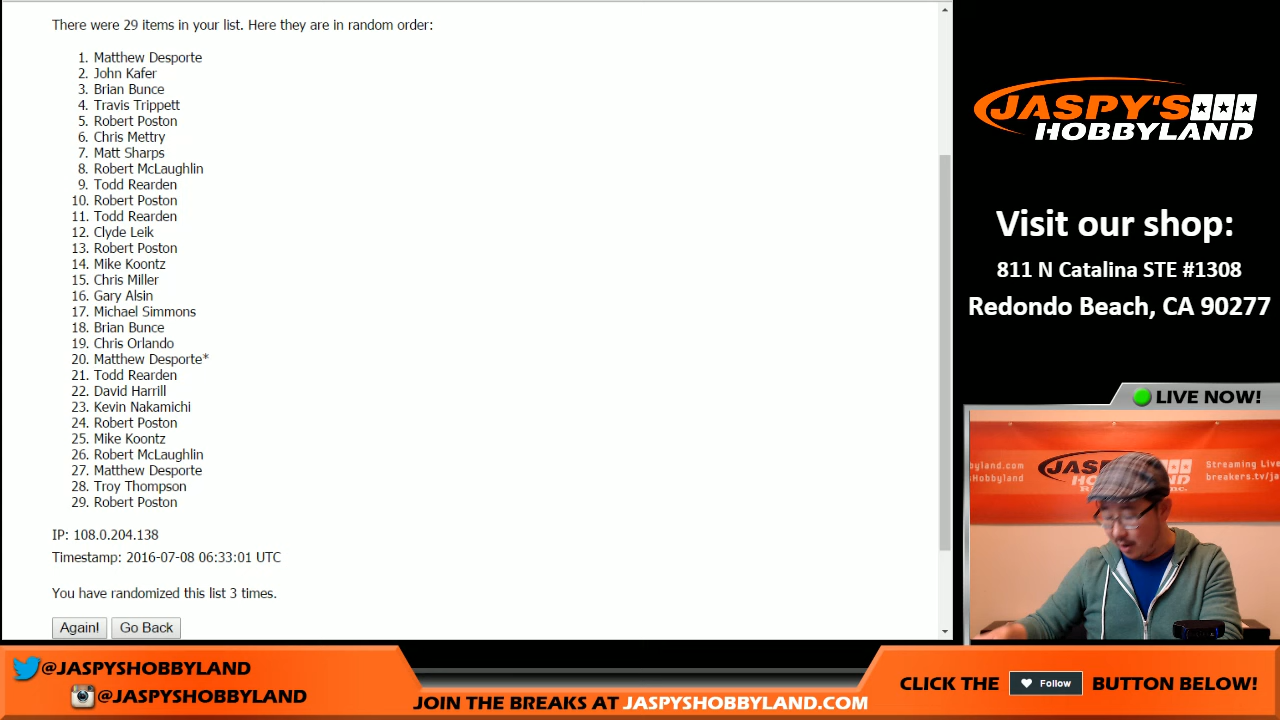 There were 29 items in your list. Here they are in random order:
1. Matthew Desporte
2. John Kafer
3. Brian Bunce
4. Travis Trippett
5. Robert Poston
6. Chris Mettry
7. Matt Sharps
8. Robert McLaughlin
9. Todd Rearden
10. Robert Poston
11. Todd Rearden
12. Clyde Leik
13. Robert Poston
14. Mike Koontz
15. Chris Miller
16. Gary Alsin
17. Michael Simmons
18. Brian Bunce
19. Chris Orlando
20. Matthew Desporte*
21. Todd Rearden
22. David Harrill
23. Kevin Nakamichi
24. Robert Poston
25. Mike Koontz
26. Robert McLaughlin
27. Matthew Desporte
28. Troy Thompson
29. Robert Poston
IP: 108.0.204.138
Timestamp: 2016-07-08 06:33:01 UTC
You have randomized this list 3 times.
Again! Go Back
JASPY'S
HOBBYLAND
Visit our shop:
811 N Catalina STE #1308
Redondo Beach, CA 90277
LIVE NOW!
byland.com
sHobbyland
JAS
Streaming Live
breakers.tv/ja
@JASPYSHOBBYLAND
@JASPYSHOBBYLAND
JOIN THE BREAKS AT JASPYSHOBBYLAND.COM
CLICK THE Follow BUTTON BELOW!